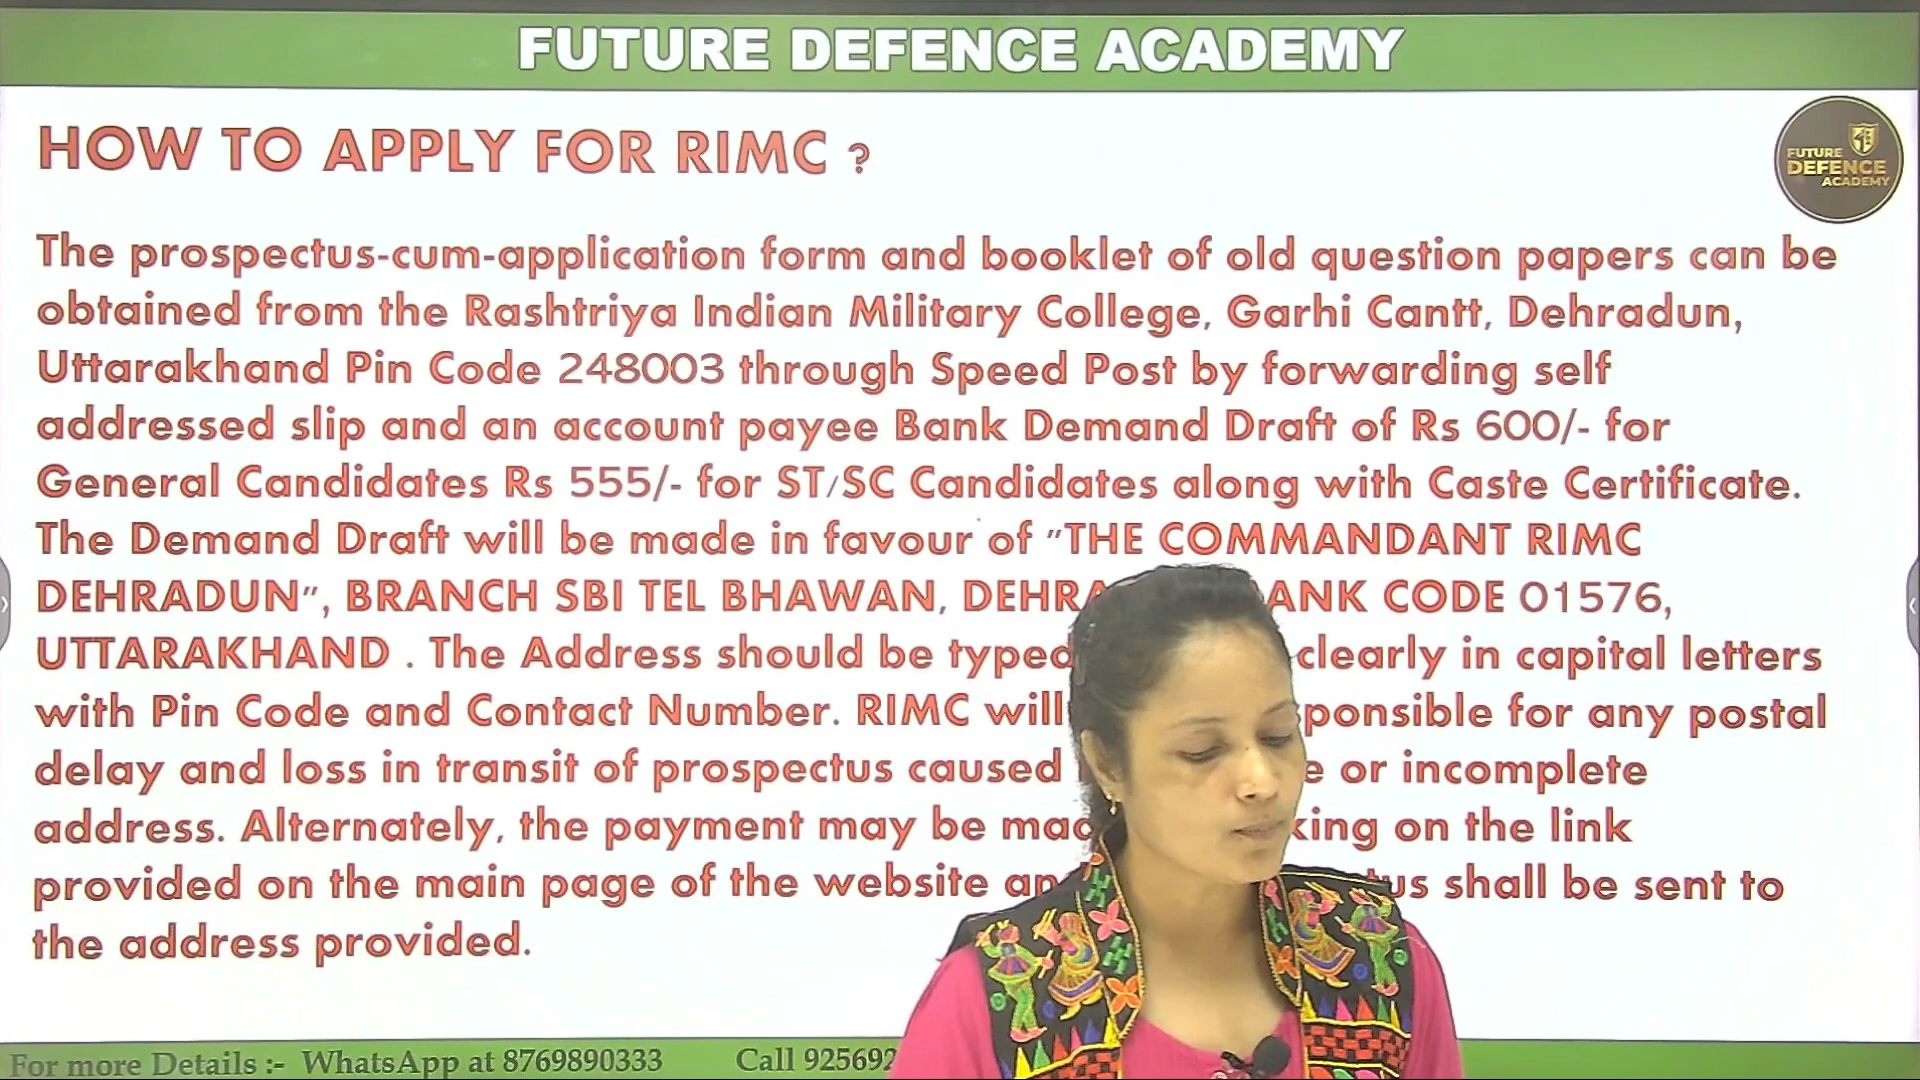 FUTURE DEFENCE ACADEMY
HOW TO APPLY FOR RIMC ?
FUTURE
DEFENCE
ACADEMY
The prospectus-cum-application form and booklet of old question papers can be
obtained from the Rashtriya Indian Military College, Garhi Cantt, Dehradun,
Uttarakhand Pin Code 248003 through Speed Post by forwarding self
addressed slip and an account payee Bank Demand Draft of Rs 600/- for
General Candidates Rs 555/- for ST/SC Candidates along with Caste Certificate.
The Demand Draft will be made in favour of "THE COMMANDANT RIMC
DEHRADUN", BRANCH SBI TEL BHAWAN, CODE 01576,
UTTARAKHAND . The Address should be typed clearly in capital letters
with Pin Code and Contact Number. RIMC will for any postal
delay and loss in transit of prospectus caused or incomplete
address. Alternately, the payment may be on the link
provided on the main page of the website shall be sent to
the address provided.
For more Details :- WhatsApp at 8769890333 Call